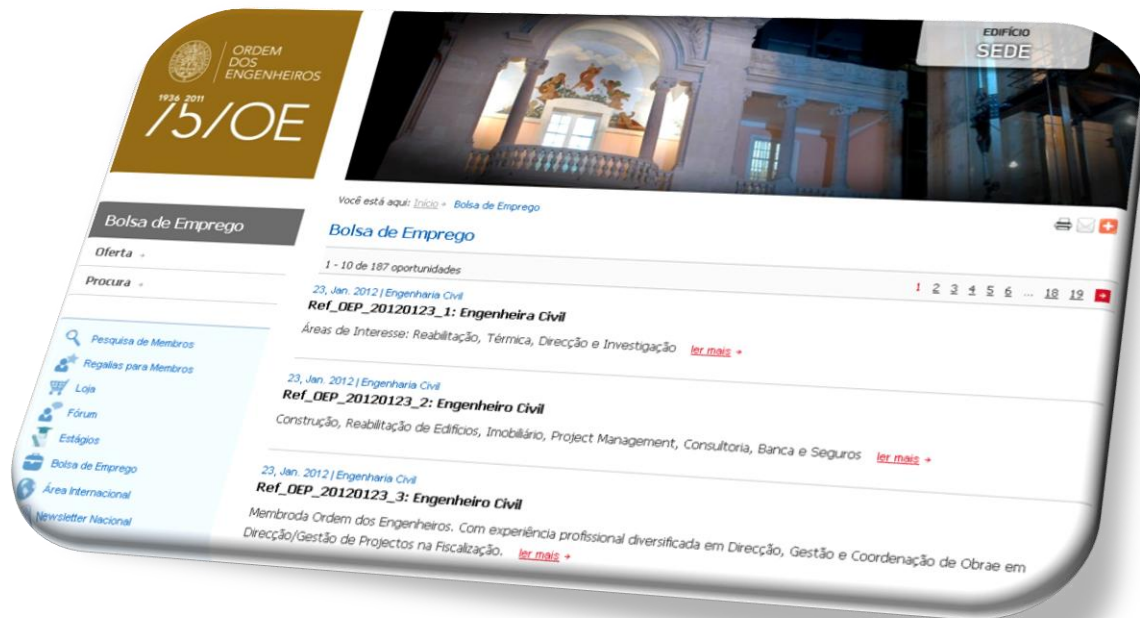 ORDEM
DOS
ENGENHEIROS
1936 2011
75/OE
EDIFÍCIO
SEDE
Você está aqui: Início Bolsa de Emprego
Bolsa de Emprego
Oferta
Procura
Pesquisa de Membros
Regalias para Membros
Loja
Fórum
Estágios
Bolsa de Emprego
Área Internacional
Newsletter Nacional
Bolsa de Emprego
1 - 10 de 187 oportunidades
1 2 3 4 5 6 ... 18 19
23, Jan. 2012 | Engenharia Civil
Ref_OEP_20120123_1: Engenheira Civil
Áreas de Interesse: Reabilitação, Térmica, Direcção e Investigação ler mais
23, Jan. 2012 | Engenharia Civil
Ref_OEP_20120123_2: Engenheiro Civil
Construção, Reabilitação de Edifícios, Imobiliário, Project Management, Consultoria, Banca e Seguros ler mais
23, Jan. 2012 | Engenharia Civil
Ref_OEP_20120123_3: Engenheiro Civil
Membroda Ordem dos Engenheiros. Com experiência profissional diversificada em Direcção, Gestão e Coordenação de Obrae em
Direcção/Gestão de Projectos na Fiscalização. ler mais